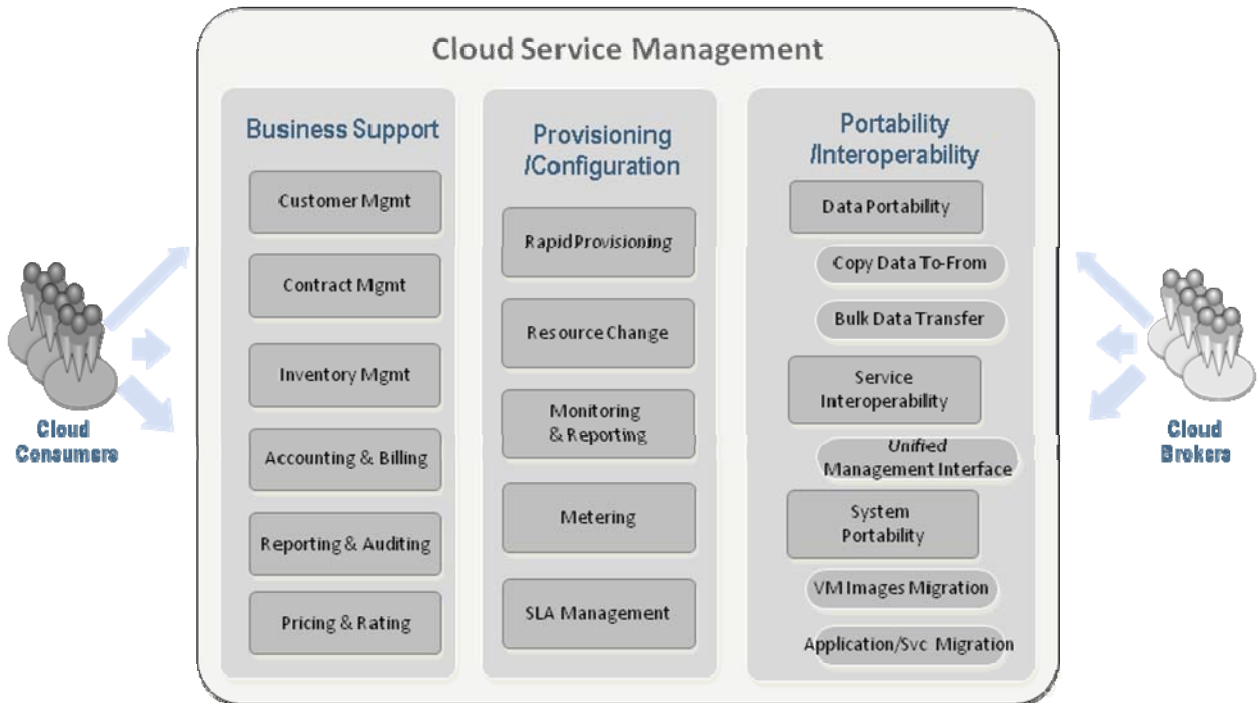 Cloud Service Management
Business Support
Customer Mgmt
Contract Mgmt
Inventory Mgmt
Accounting & Billing
Reporting & Auditing
Pricing & Rating
Provisioning
/Configuration
Rapid Provisioning
Resource Change
Monitoring
& Reporting
Metering
SLA Management
Portability
/Interoperability
Data Portability
Copy Data To-From
Bulk Data Transfer
Service
Interoperability
Unified
Management Interface
System
Portability
VM Images Migration
Application/Svc Migration
Cloud
Consumers
Cloud
Brokers